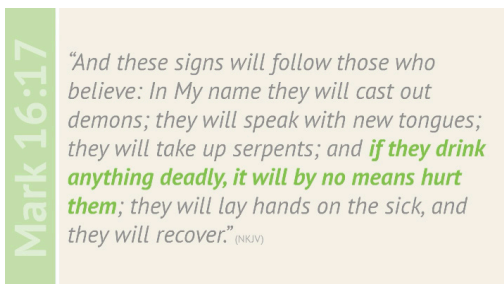 Mark 16:17
“And these signs will follow those who
believe: In My name they will cast out
demons; they will speak with new tongues;
they will take up serpents; and if they drink
anything deadly, it will by no means hurt
them; they will lay hands on the sick, and
they will recover.” (NKJV)